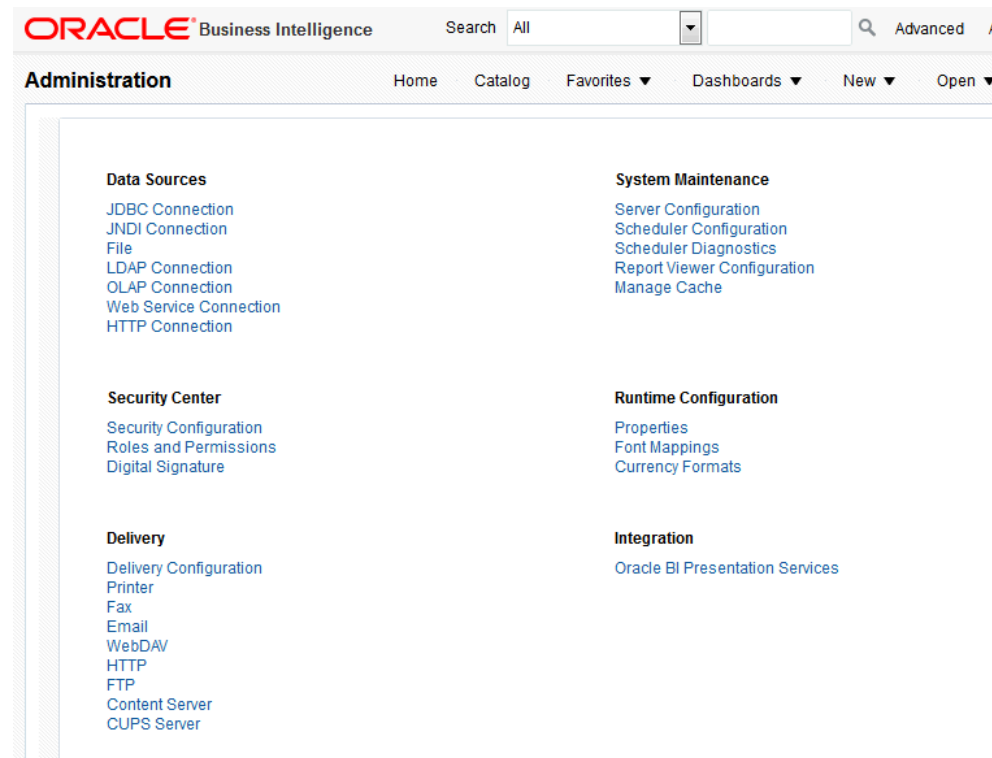 ORACLE Business Intelligence Search All Advanced
Administration Home Catalog Favorites Dashboards New Open
Data Sources
JDBC Connection
JNDI Connection
File
LDAP Connection
OLAP Connection
Web Service Connection
HTTP Connection
System Maintenance
Server Configuration
Scheduler Configuration
Scheduler Diagnostics
Report Viewer Configuration
Manage Cache
Security Center
Security Configuration
Roles and Permissions
Digital Signature
Runtime Configuration
Properties
Font Mappings
Currency Formats
Delivery
Delivery Configuration
Printer
Fax
Email
WebDAV
HTTP
FTP
Content Server
CUPS Server
Integration
Oracle BI Presentation Services